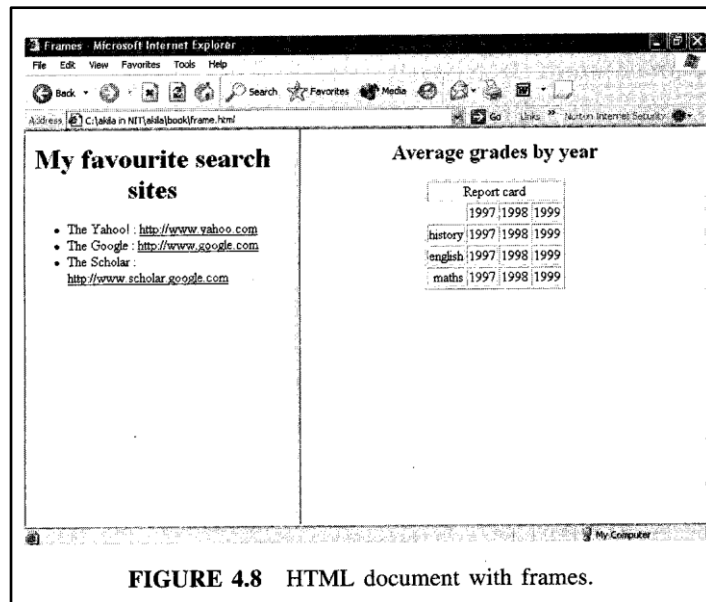 Frames - Microsoft Internet Explorer
File Edit View Favorites Tools Help
Back Search Favorites Media
Address C:\akila in NIT\akila\book\frame.html Go Links » Norton Internet Security
My favourite search
sites
• The Yahoo! : http://www.yahoo.com
• The Google : http://www.google.com
• The Scholar :
http://www.scholar.google.com
Average grades by year
Report card
1997 1998 1999
history 1997 1998 1999
english 1997 1998 1999
maths 1997 1998 1999
My Computer
FIGURE 4.8 HTML document with frames.